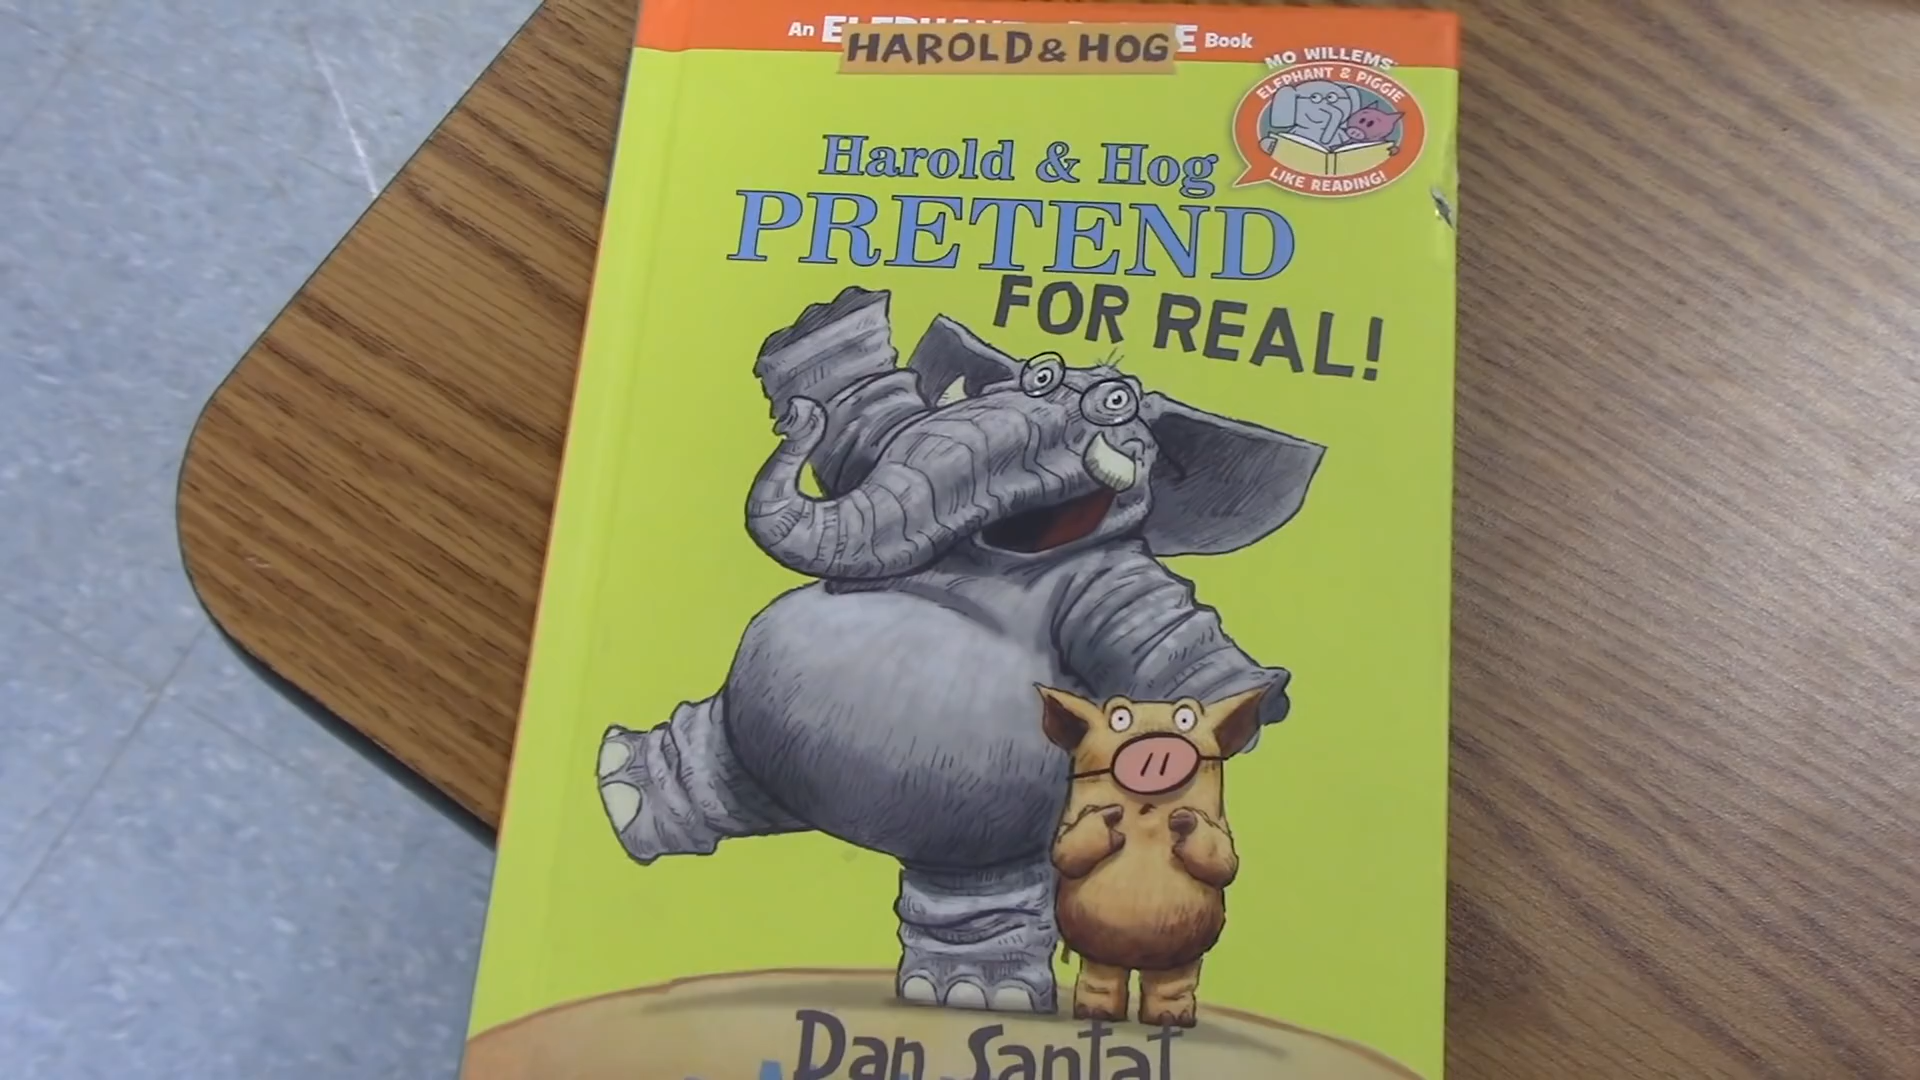 An E E Book
HAROLD & HOG
MO WILLEMS'
ELEPHANT & PIGGIE
LIKE READING!
Harold & Hog
PRETEND
FOR REAL!
Dan Santat